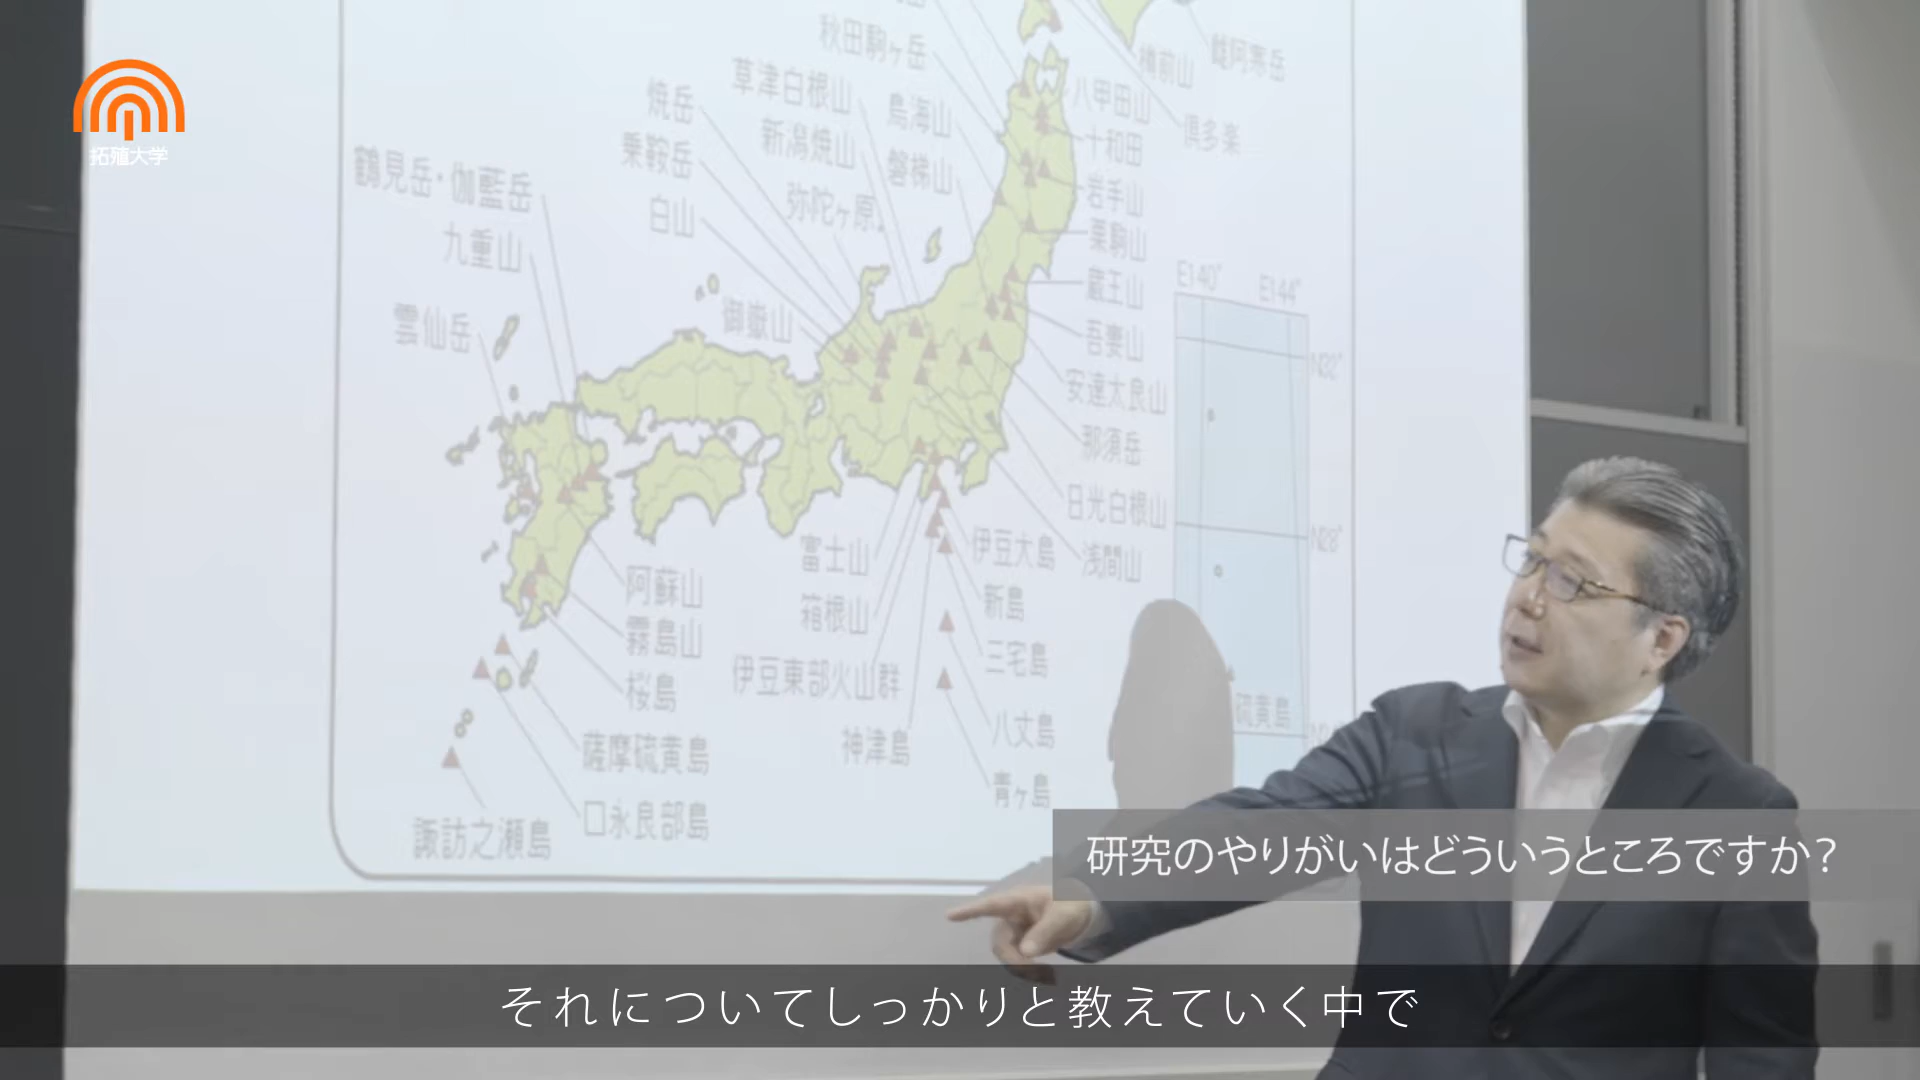 拓殖大学
秋田駒ヶ岳
草津白根山
焼岳
鳥海山
新潟焼山
乗鞍岳
磐梯山
弥陀ヶ原
白山
鶴見岳・伽藍岳
九重山
雲仙岳
御嶽山
雌阿寒岳
樽前山
倶多楽
八甲田山
十和田
岩手山
栗駒山
蔵王山
吾妻山
安達太良山
那須岳
日光白根山
浅間山
E140°
E144°
N32°
N28°
硫黄島
富士山
箱根山
伊豆東部火山群
神津島
伊豆大島
新島
三宅島
八丈島
青ヶ島
阿蘇山
霧島山
桜島
薩摩硫黄島
口永良部島
諏訪之瀬島
研究のやりがいはどういうところですか?
それについてしっかりと教えていく中で